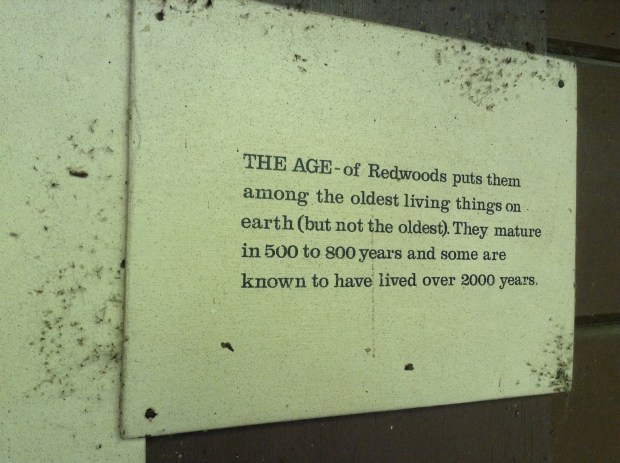 THE AGE-of Redwoods puts them
among the oldest living things on
earth (but not the oldest). They mature
in 500 to 800 years and some are
known to have lived over 2000 years.